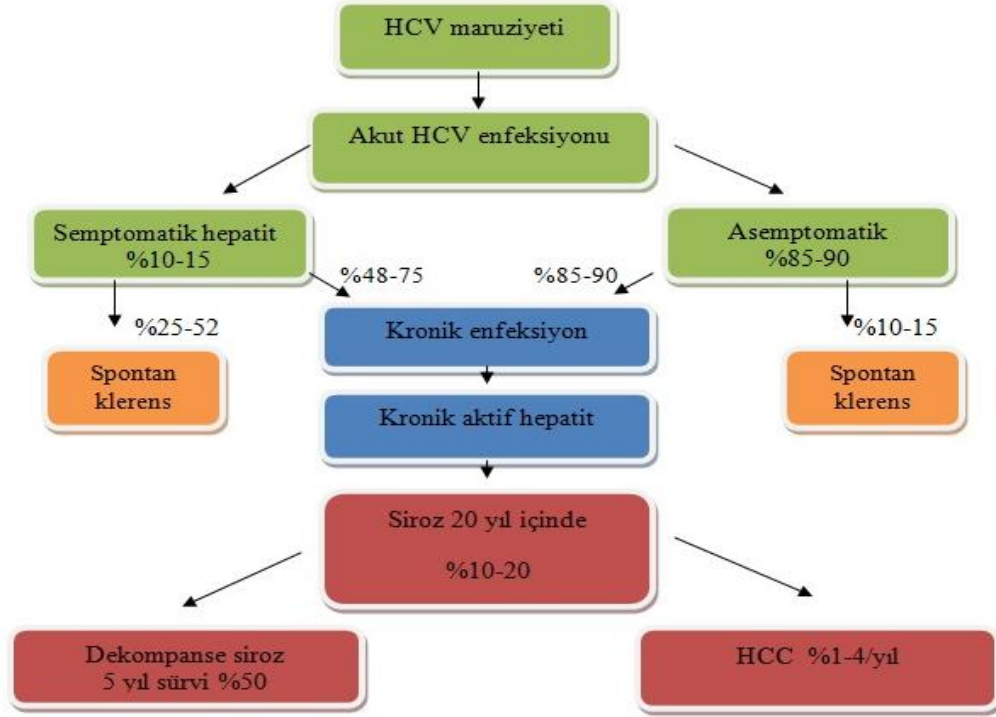 HCV maruziyeti
Akut HCV enfeksiyonu
Semptomatik hepatit
%10-15
Asemptomatik
%85-90
%48-75
%85-90
%25-52
%10-15
Spontan
klerens
Kronik enfeksiyon
Spontan
klerens
Kronik aktif hepatit
Siroz 20 yıl içinde
%10-20
Dekompanse siroz
5 yıl sürvi %50
HCC %1-4/yıl